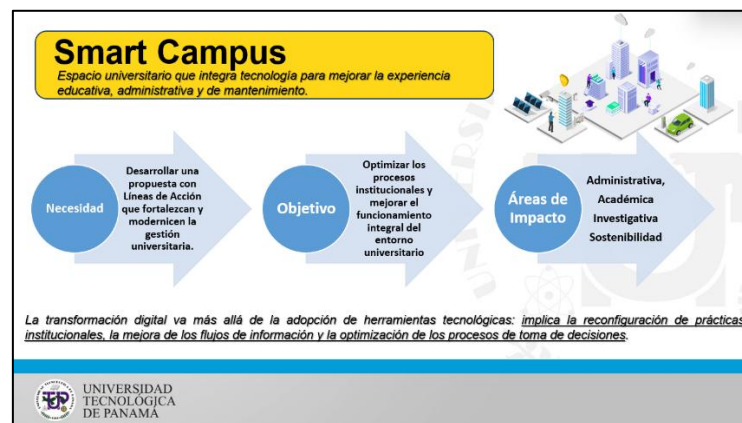 Smart Campus
Espacio universitario que integra tecnología para mejorar la experiencia
educativa, administrativa y de mantenimiento.
Necesidad
Desarrollar una
propuesta con
Líneas de Acción
que fortalezcan y
modernicen la
gestión
universitaria.
Objetivo
Optimizar los
procesos
institucionales y
mejorar el
funcionamiento
integral del
entorno
universitario
Áreas de
Impacto
Administrativa,
Académica
Investigativa
Sostenibilidad
La transformación digital va más allá de la adopción de herramientas tecnológicas: implica la reconfiguración de prácticas
institucionales, la mejora de los flujos de información y la optimización de los procesos de toma de decisiones.
UNIVERSIDAD
TECNOLÓGICA
DE PANAMÁ